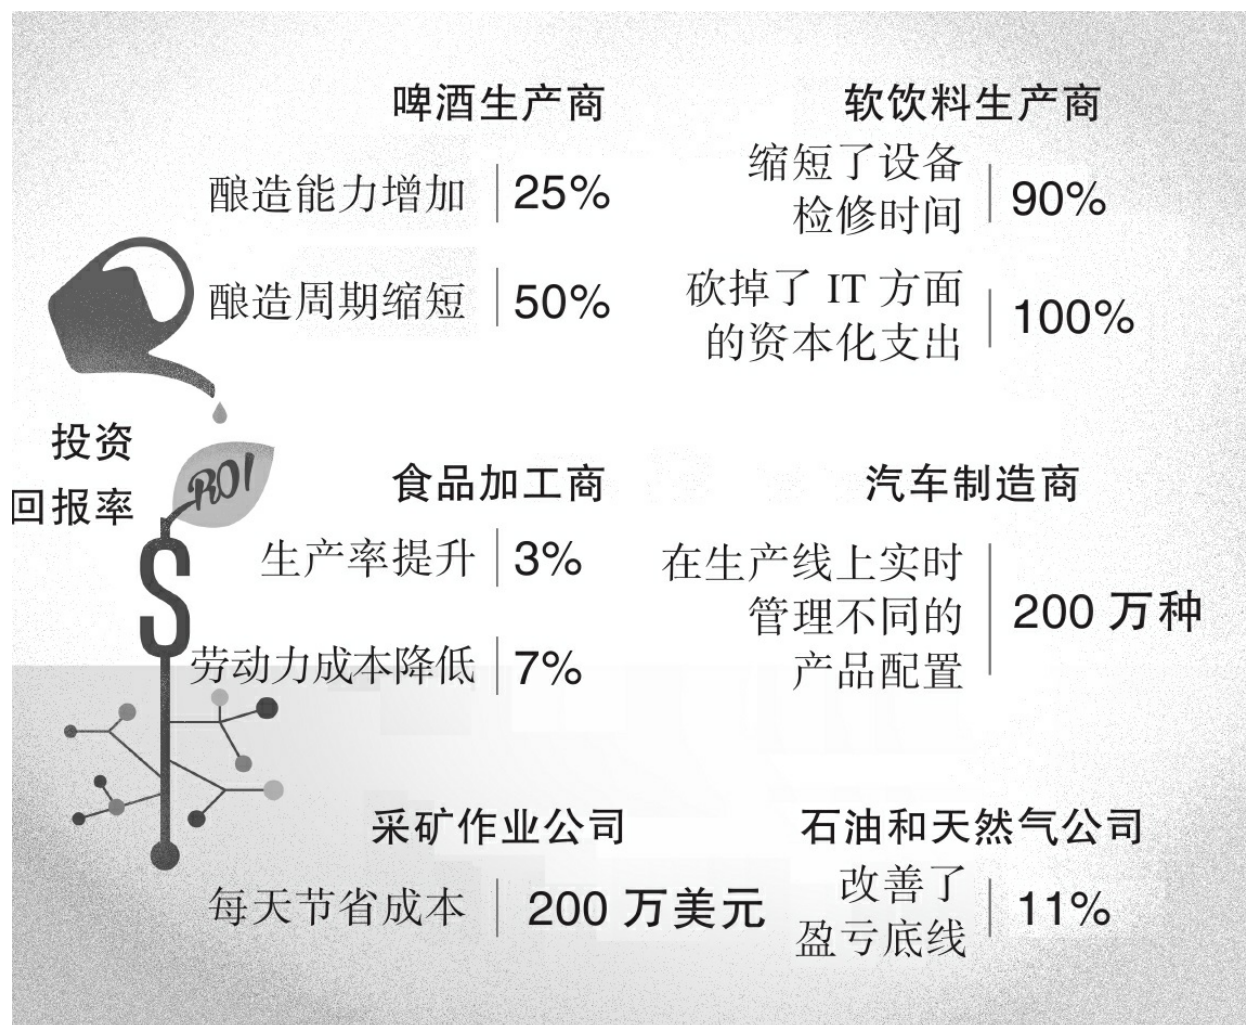 啤酒生产商
酿造能力增加
25%
酿造周期缩短
50%
软饮料生产商
缩短了设备
检修时间
90%
砍掉了 IT 方面
的资本化支出
100%
投资
回报率
ROI
S
食品加工商
生产率提升
3%
劳动力成本降低
7%
汽车制造商
在生产线上实时
管理不同的
产品配置
200 万种
采矿作业公司
每天节省成本
200 万美元
石油和天然气公司
改善了
盈亏底线
11%